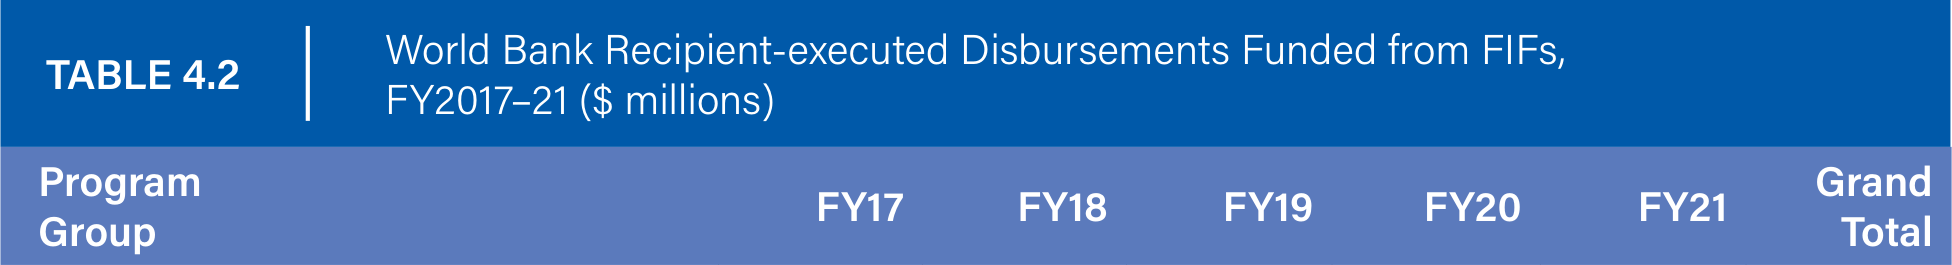 TABLE 4.2
World Bank Recipient-executed Disbursements Funded from FIFs,
FY2017–21 ($ millions)
Program
Group
FY17 FY18 FY19 FY20 FY21
Grand
Total